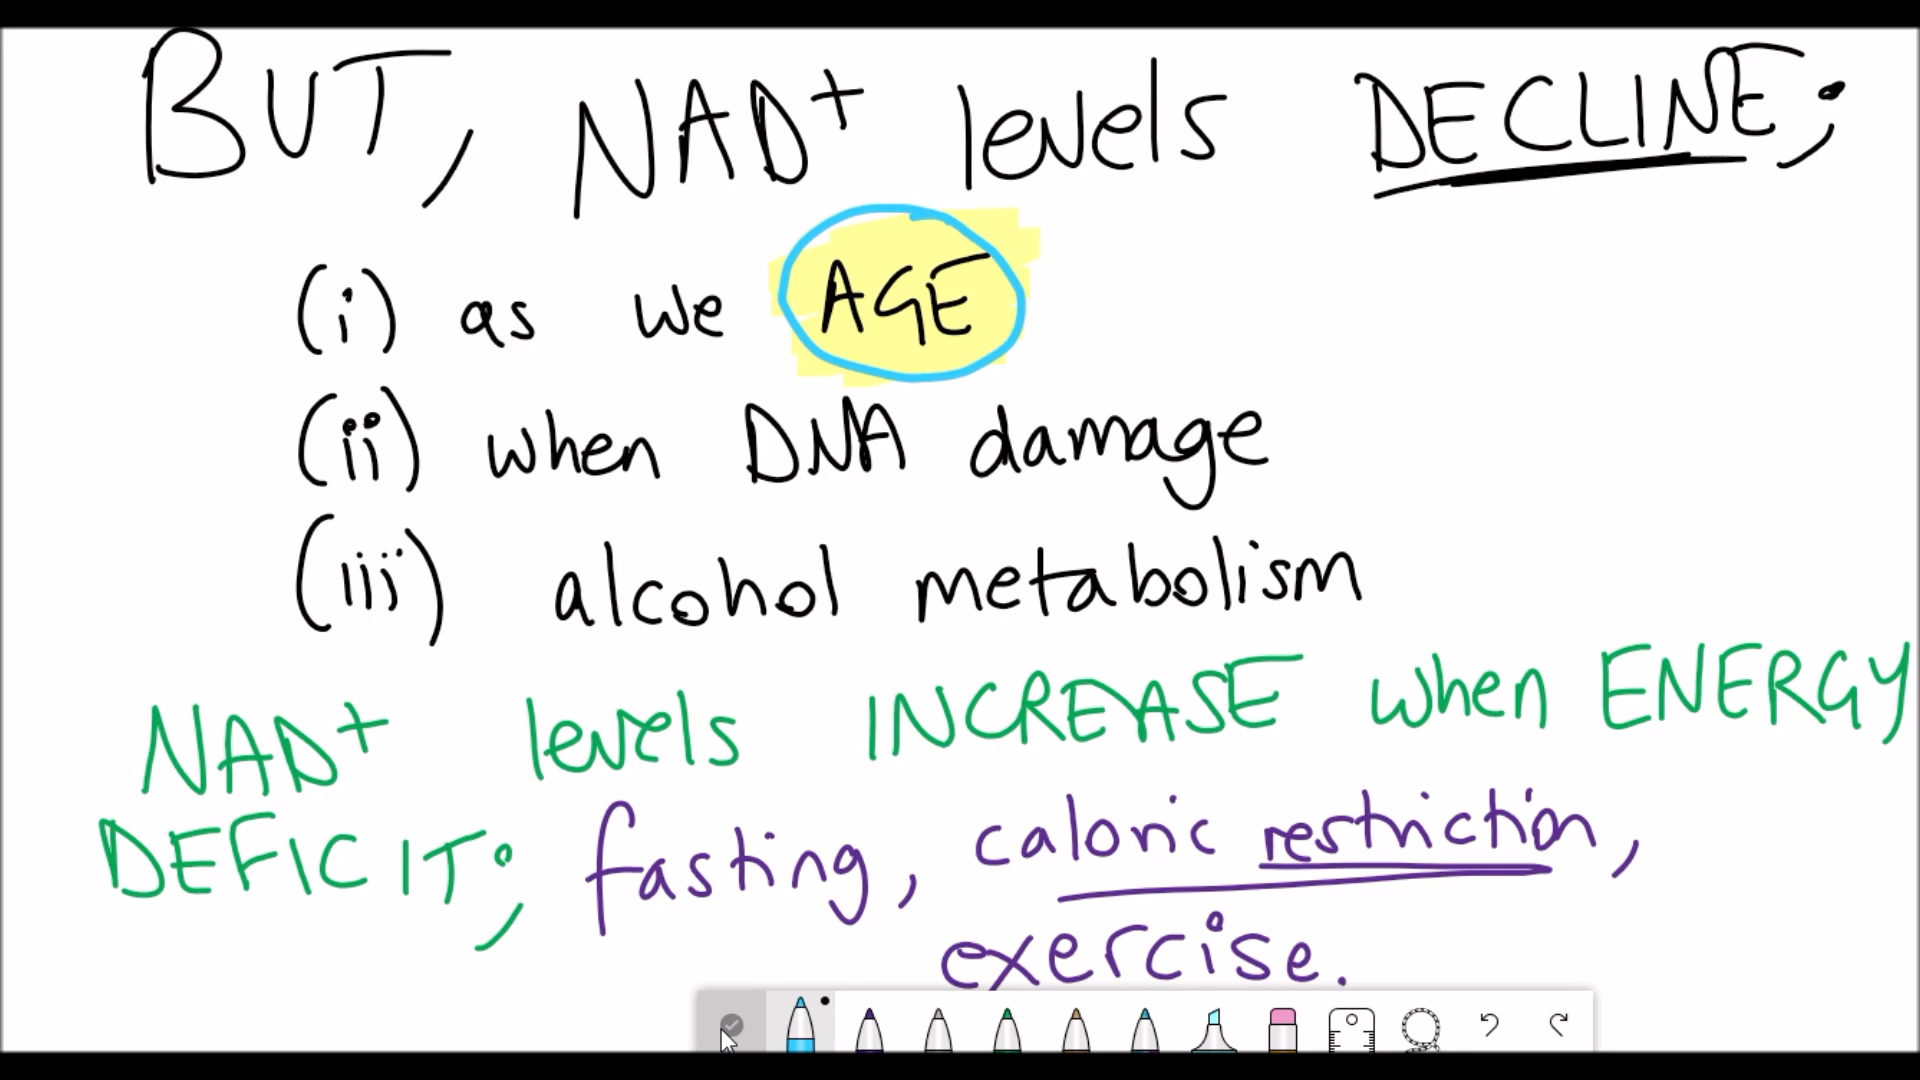 BUT, NAD+ levels DECLINE;
(i) as we AGE
(ii) when DNA damage
(iii) alcohol metabolism
NAD+ levels INCREASE when ENERGY
DEFICIT; fasting, caloric restriction,
exercise.